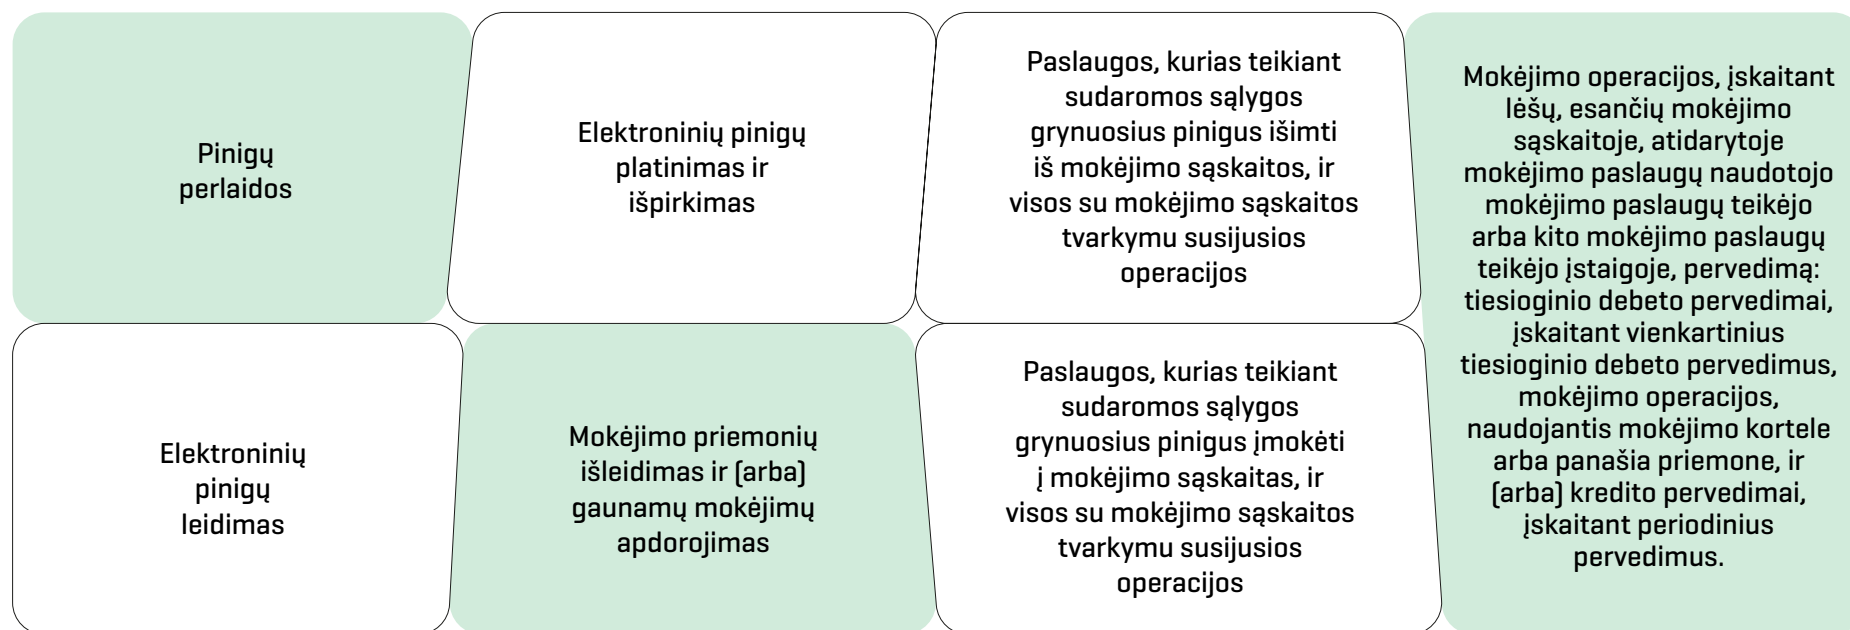 Pinigų
perlaidos
Elektroninių pinigų
platinimas ir
išpirkimas
Paslaugos, kurias teikiant
sudaromos sąlygos
grynuosius pinigus išimti
iš mokėjimo sąskaitos, ir
visos su mokėjimo sąskaitos
tvarkymu susijusios
operacijos
Mokėjimo operacijos, įskaitant
lėšų, esančių mokėjimo
sąskaitoje, atidarytoje
mokėjimo paslaugų naudotojo
mokėjimo paslaugų teikėjo
arba kito mokėjimo paslaugų
teikėjo įstaigoje, pervedimą:
tiesioginio debeto pervedimai,
įskaitant vienkartinius
tiesioginio debeto pervedimus,
mokėjimo operacijos,
naudojantis mokėjimo kortele
arba panašia priemone, ir
(arba) kredito pervedimai,
įskaitant periodinius
pervedimus.
Elektroninių
pinigų
leidimas
Mokėjimo priemonių
išleidimas ir (arba)
gaunamų mokėjimų
apdorojimas
Paslaugos, kurias teikiant
sudaromos sąlygos
grynuosius pinigus įmokėti
į mokėjimo sąskaitas, ir
visos su mokėjimo sąskaitos
tvarkymu susijusios
operacijos